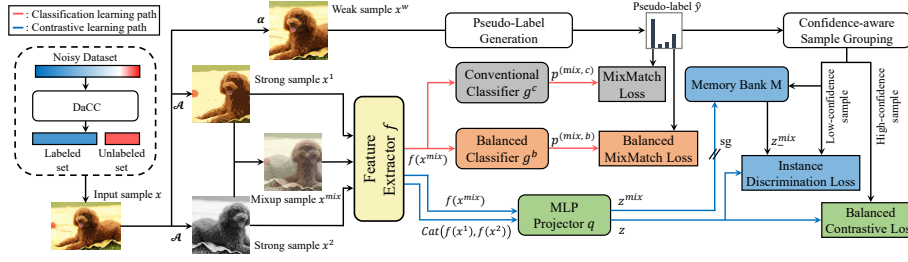 : Classification learning path
: Contrastive learning path
Noisy Dataset
DaCC
Labeled
set
Unlabeled
set
Input sample x
α
Weak sample x^w
𝒜
Strong sample x^1
Mixup sample x^mix
𝒜
Strong sample x^2
Feature
Extractor f
Pseudo-Label
Generation
Pseudo-label ŷ
Confidence-aware
Sample Grouping
f(x^mix)
Conventional
Classifier g^c
p^(mix,c)
MixMatch
Loss
Balanced
Classifier g^b
p^(mix,b)
Balanced
MixMatch Loss
Memory Bank M
sg
z_-^mix
Low-confidence
sample
High-confidence
sample
Instance
Discrimination Loss
f(x^mix)
Cat(f(x^1), f(x^2))
MLP
Projector q
z^mix
z
Balanced
Contrastive Loss